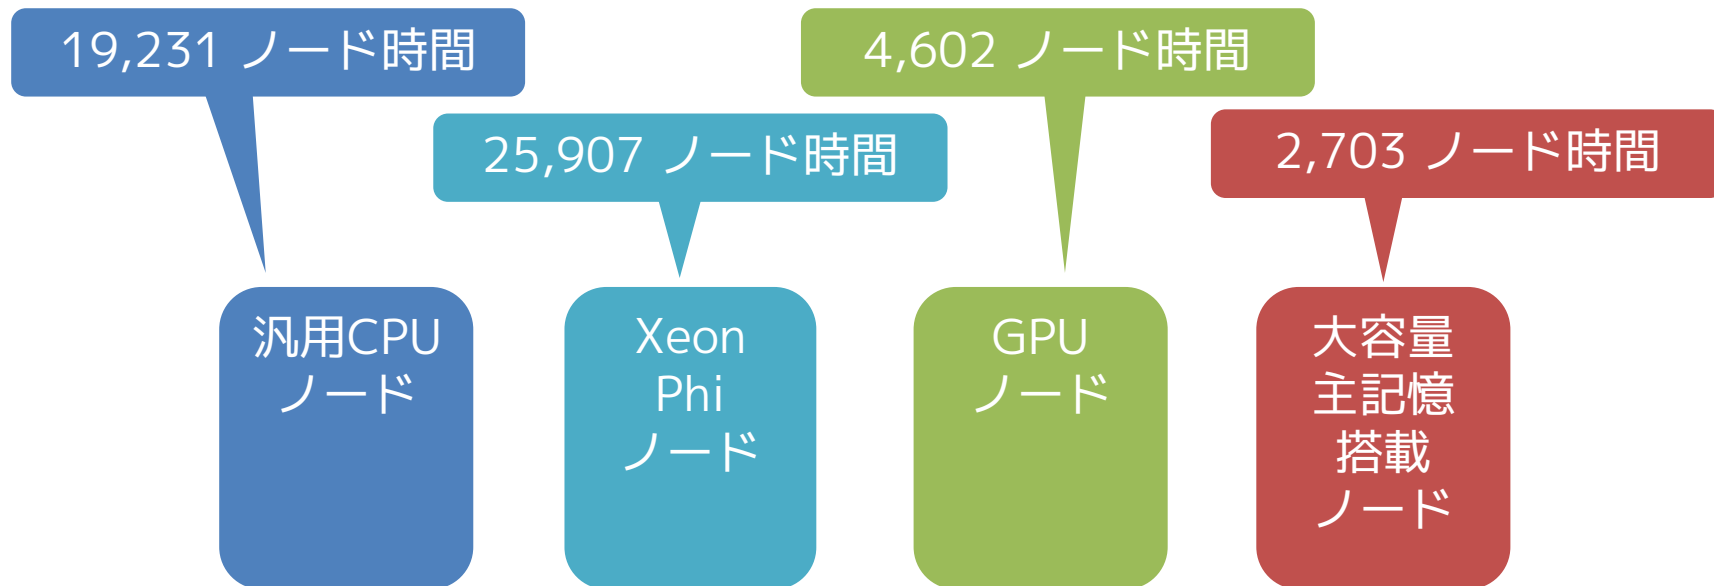 19,231 ノード時間
4,602 ノード時間
25,907 ノード時間
2,703 ノード時間
汎用CPU
ノード
Xeon
Phi
ノード
GPU
ノード
大容量
主記憶
搭載
ノード